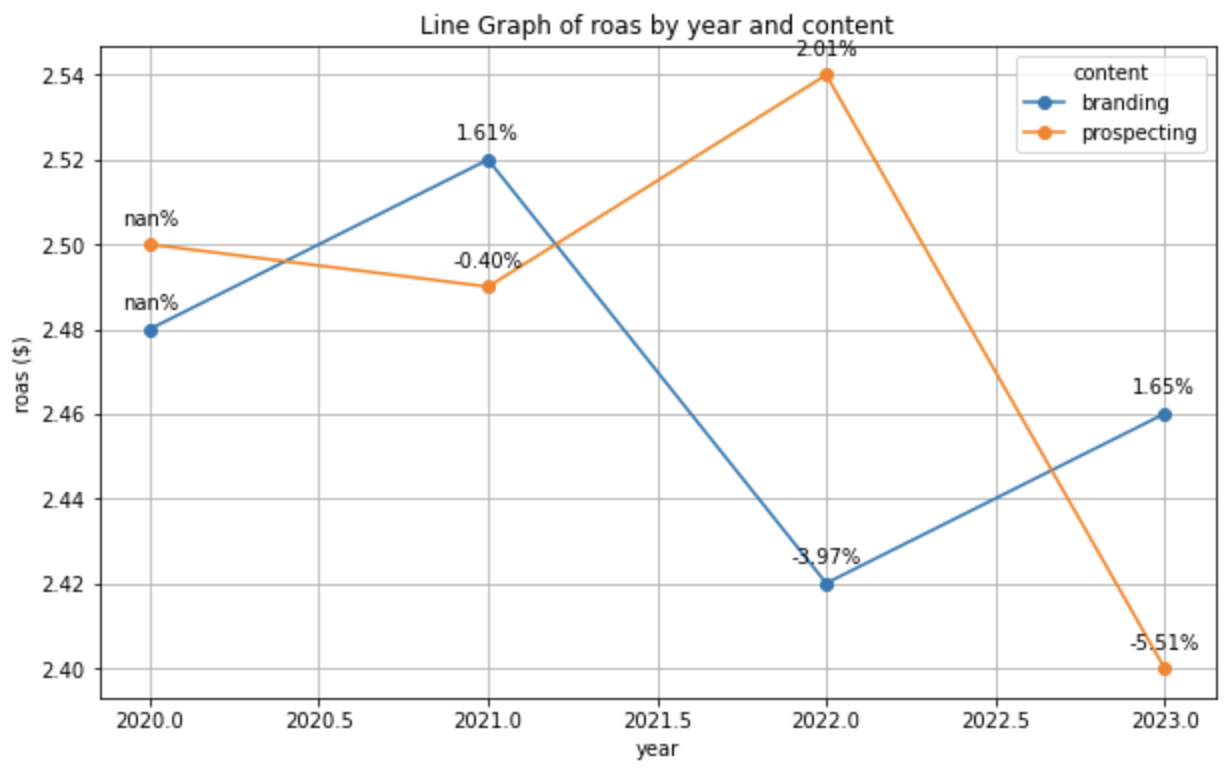 Line Graph of roas by year and content
2.01%
content
branding
prospecting
1.61%
nan%
-0.40%
nan%
1.65%
-3.97%
-5.51%
roas ($)
2.54
2.52
2.50
2.48
2.46
2.44
2.42
2.40
2020.0 2020.5 2021.0 2021.5 2022.0 2022.5 2023.0
year